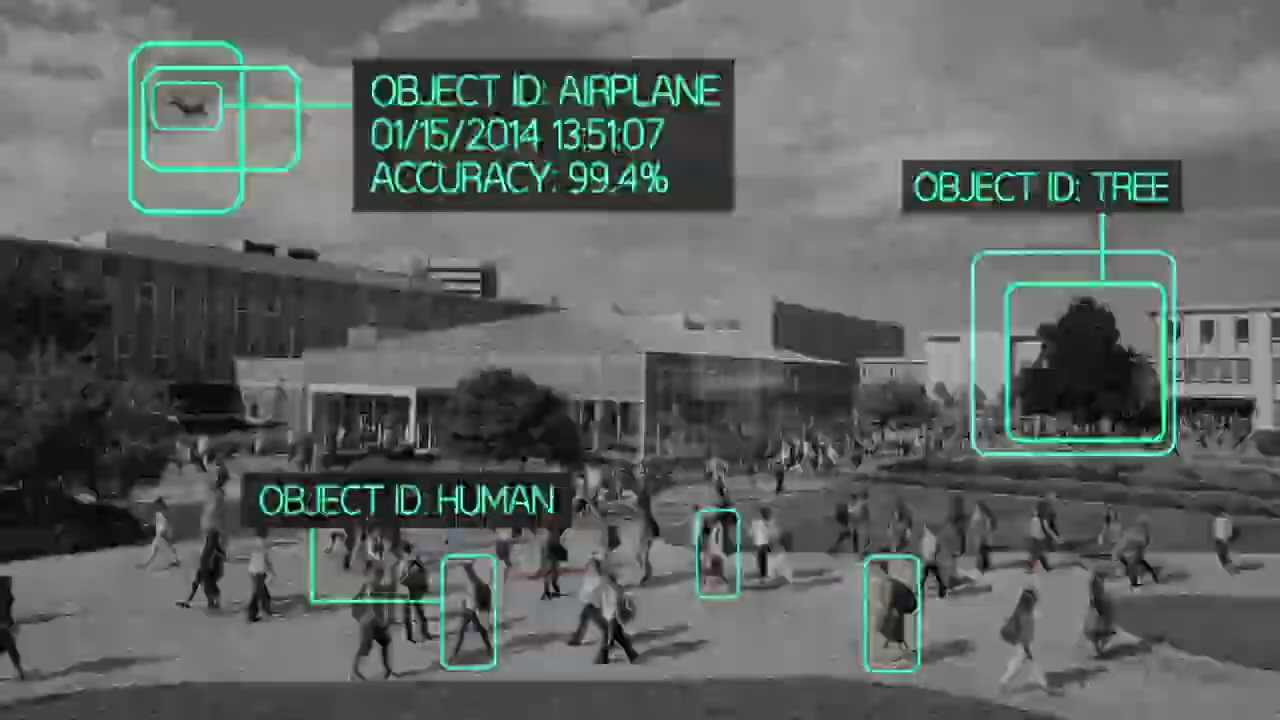 OBJECT ID: AIRPLANE
01/15/2014 13:51:07
ACCURACY: 99.4%
OBJECT ID: TREE
OBJECT ID: HUMAN